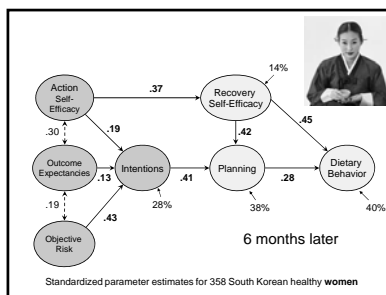 14%
Action
Self-
Efficacy
.37
Recovery
Self-Efficacy
.30
.19
.42
.45
Outcome
Expectancies
.13
Intentions
.41
Planning
.28
Dietary
Behavior
.19
.43
28%
38%
40%
Objective
Risk
6 months later
Standardized parameter estimates for 358 South Korean healthy women